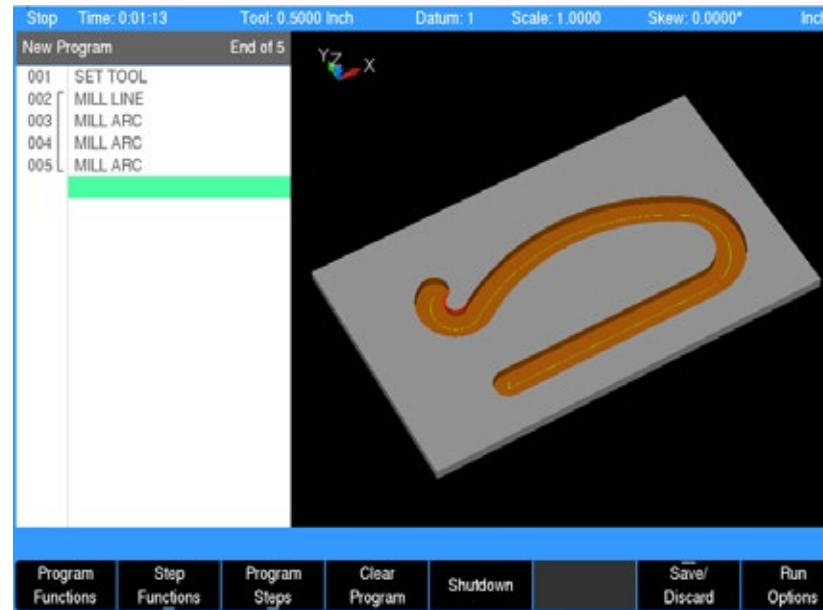 Stop Time: 0:01:13 Tool: 0.5000 Inch Datum: 1 Scale: 1.0000 Skew: 0.0000° Inch
New Program End of 5
001 SET TOOL
002 MILL LINE
003 MILL ARC
004 MILL ARC
005 MILL ARC
Y Z X
Program Functions
Step Functions
Program Steps
Clear Program
Shutdown
Save/ Discard
Run Options